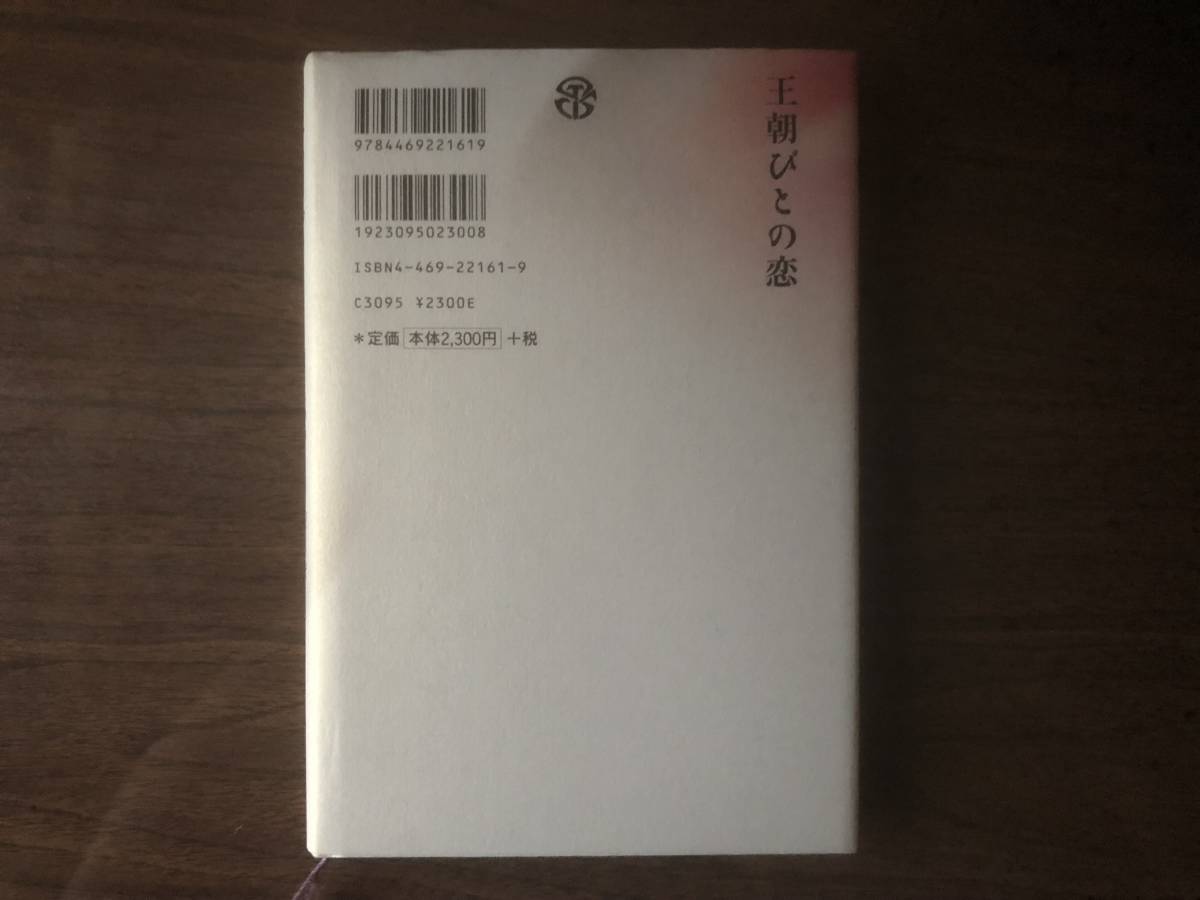 王朝びとの恋
9784469221619
1923095023008
ISBN4-469-22161-9
C3095 ¥2300E
＊定価 本体2,300円 +税